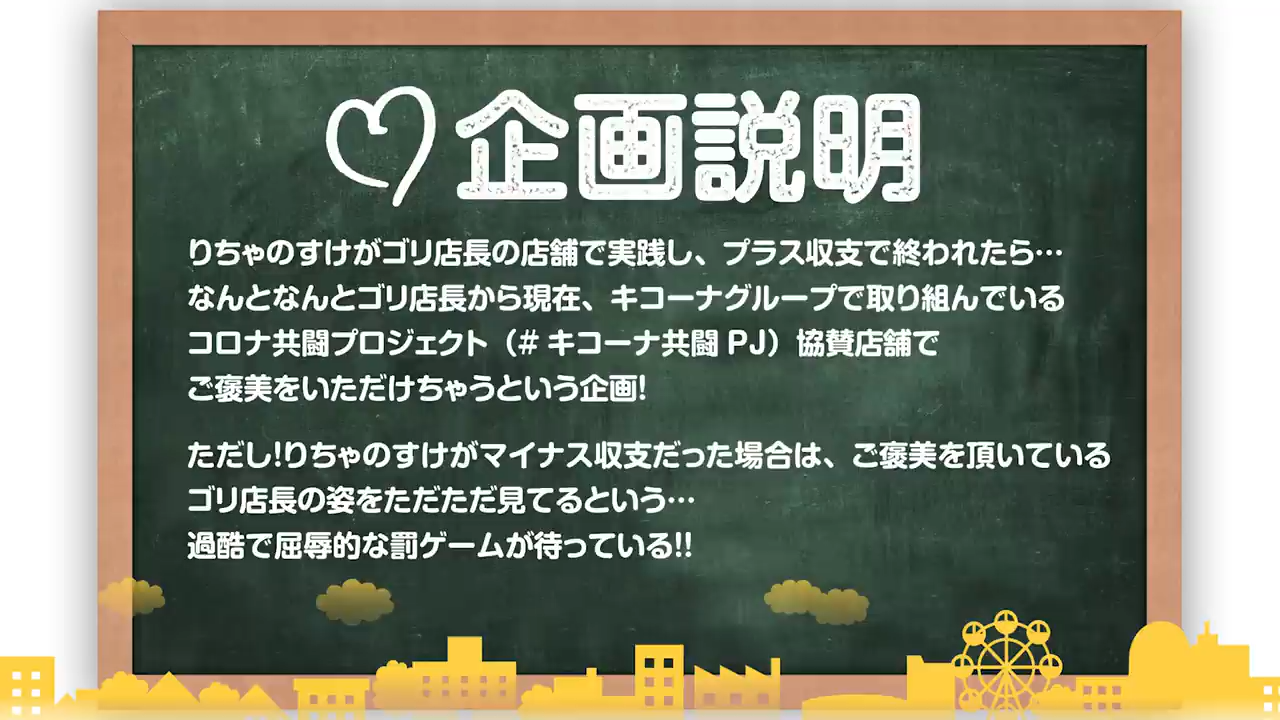 企画説明
りちゃのすけがゴリ店長の店舗で実践し、プラス収支で終われたら…
なんとなんとゴリ店長から現在、キコーナグループで取り組んでいる
コロナ共闘プロジェクト（# キコーナ共闘 PJ）協賛店舗で
ご褒美をいただけちゃうという企画!
ただし!りちゃのすけがマイナス収支だった場合は、ご褒美を頂いている
ゴリ店長の姿をただただ見てるという…
過酷で屈辱的な罰ゲームが待っている!!